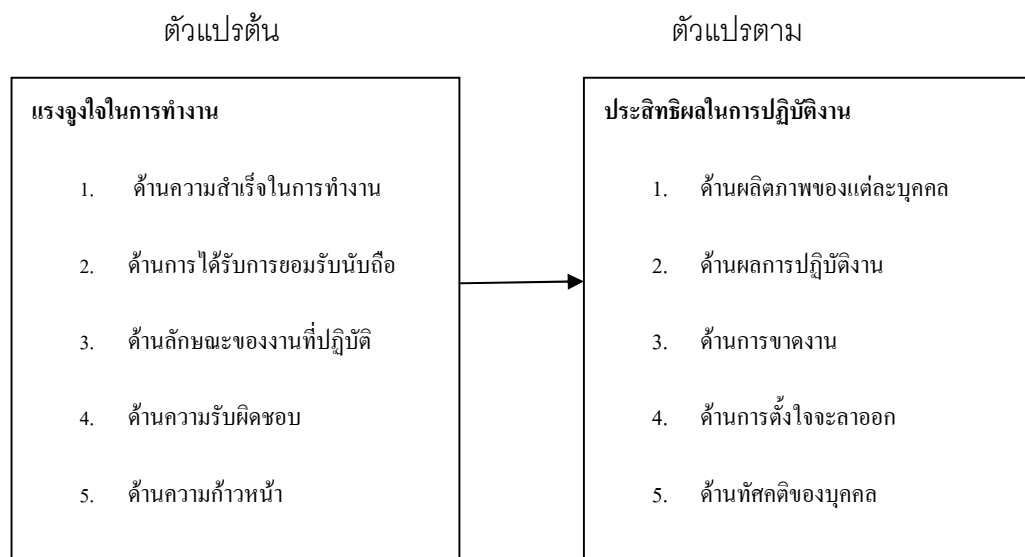 ตัวแปรต้น
ตัวแปรตาม
แรงจูงใจในการทำงาน
1. ด้านความสำเร็จในการทำงาน
2. ด้านการได้รับการยอมรับนับถือ
3. ด้านลักษณะของงานที่ปฏิบัติ
4. ด้านความรับผิดชอบ
5. ด้านความก้าวหน้า
ประสิทธิผลในการปฏิบัติงาน
1. ด้านผลิตภาพของแต่ละบุคคล
2. ด้านผลการปฏิบัติงาน
3. ด้านการขาดงาน
4. ด้านการตั้งใจจะลาออก
5. ด้านทัศคติของบุคคล